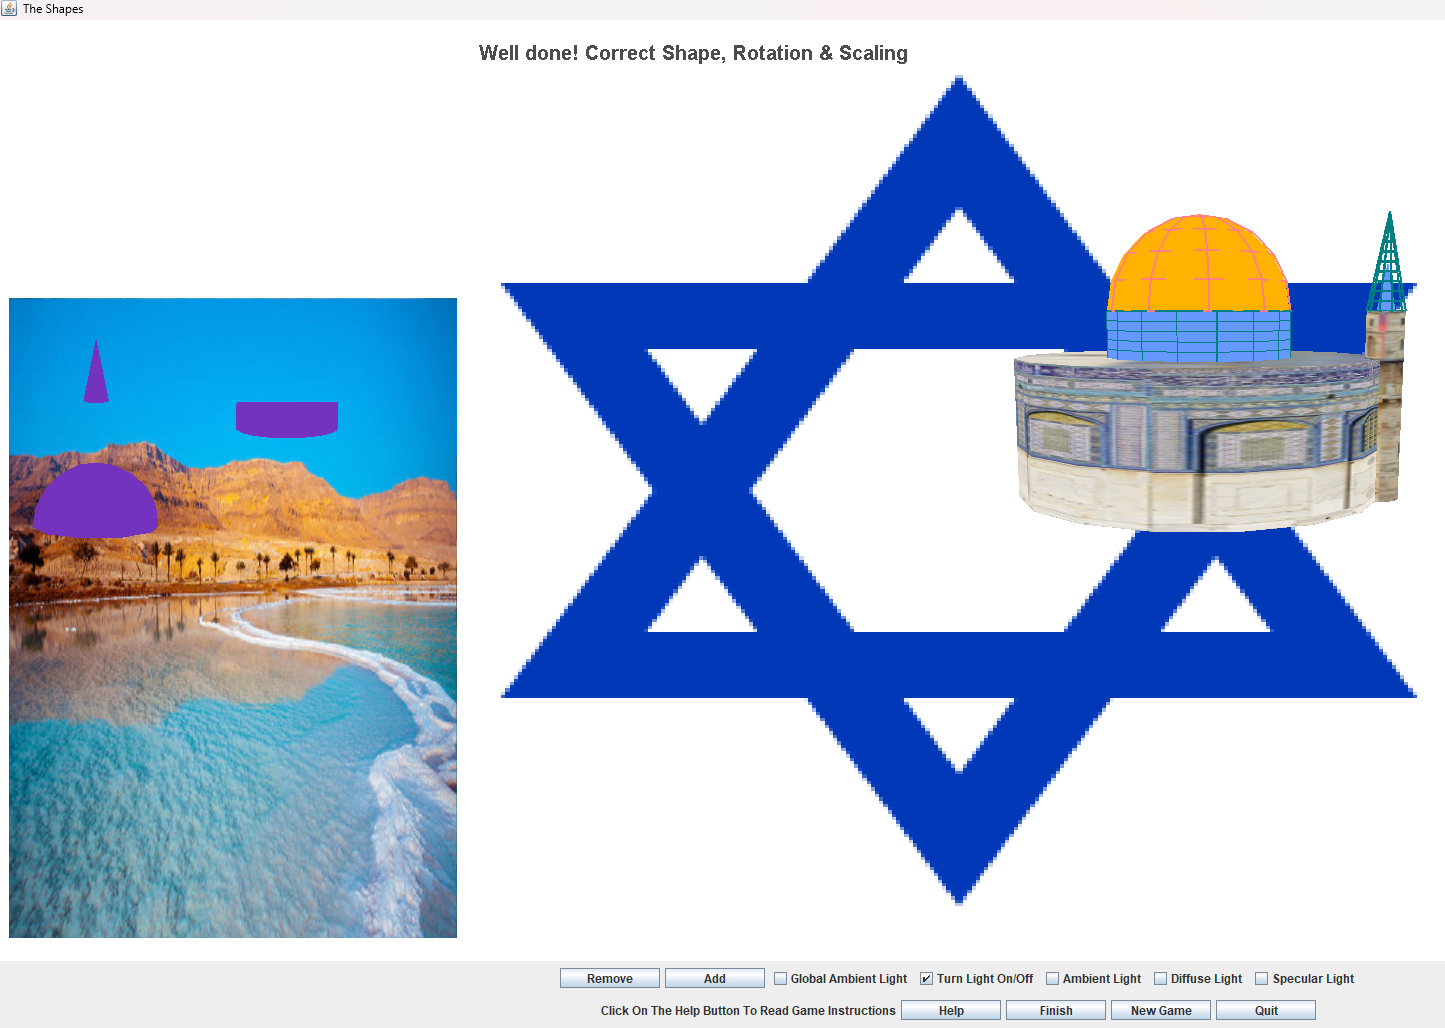 The Shapes
Well done! Correct Shape, Rotation & Scaling
Remove Add Global Ambient Light Turn Light On/Off Ambient Light Diffuse Light Specular Light
Click On The Help Button To Read Game Instructions Help Finish New Game Quit